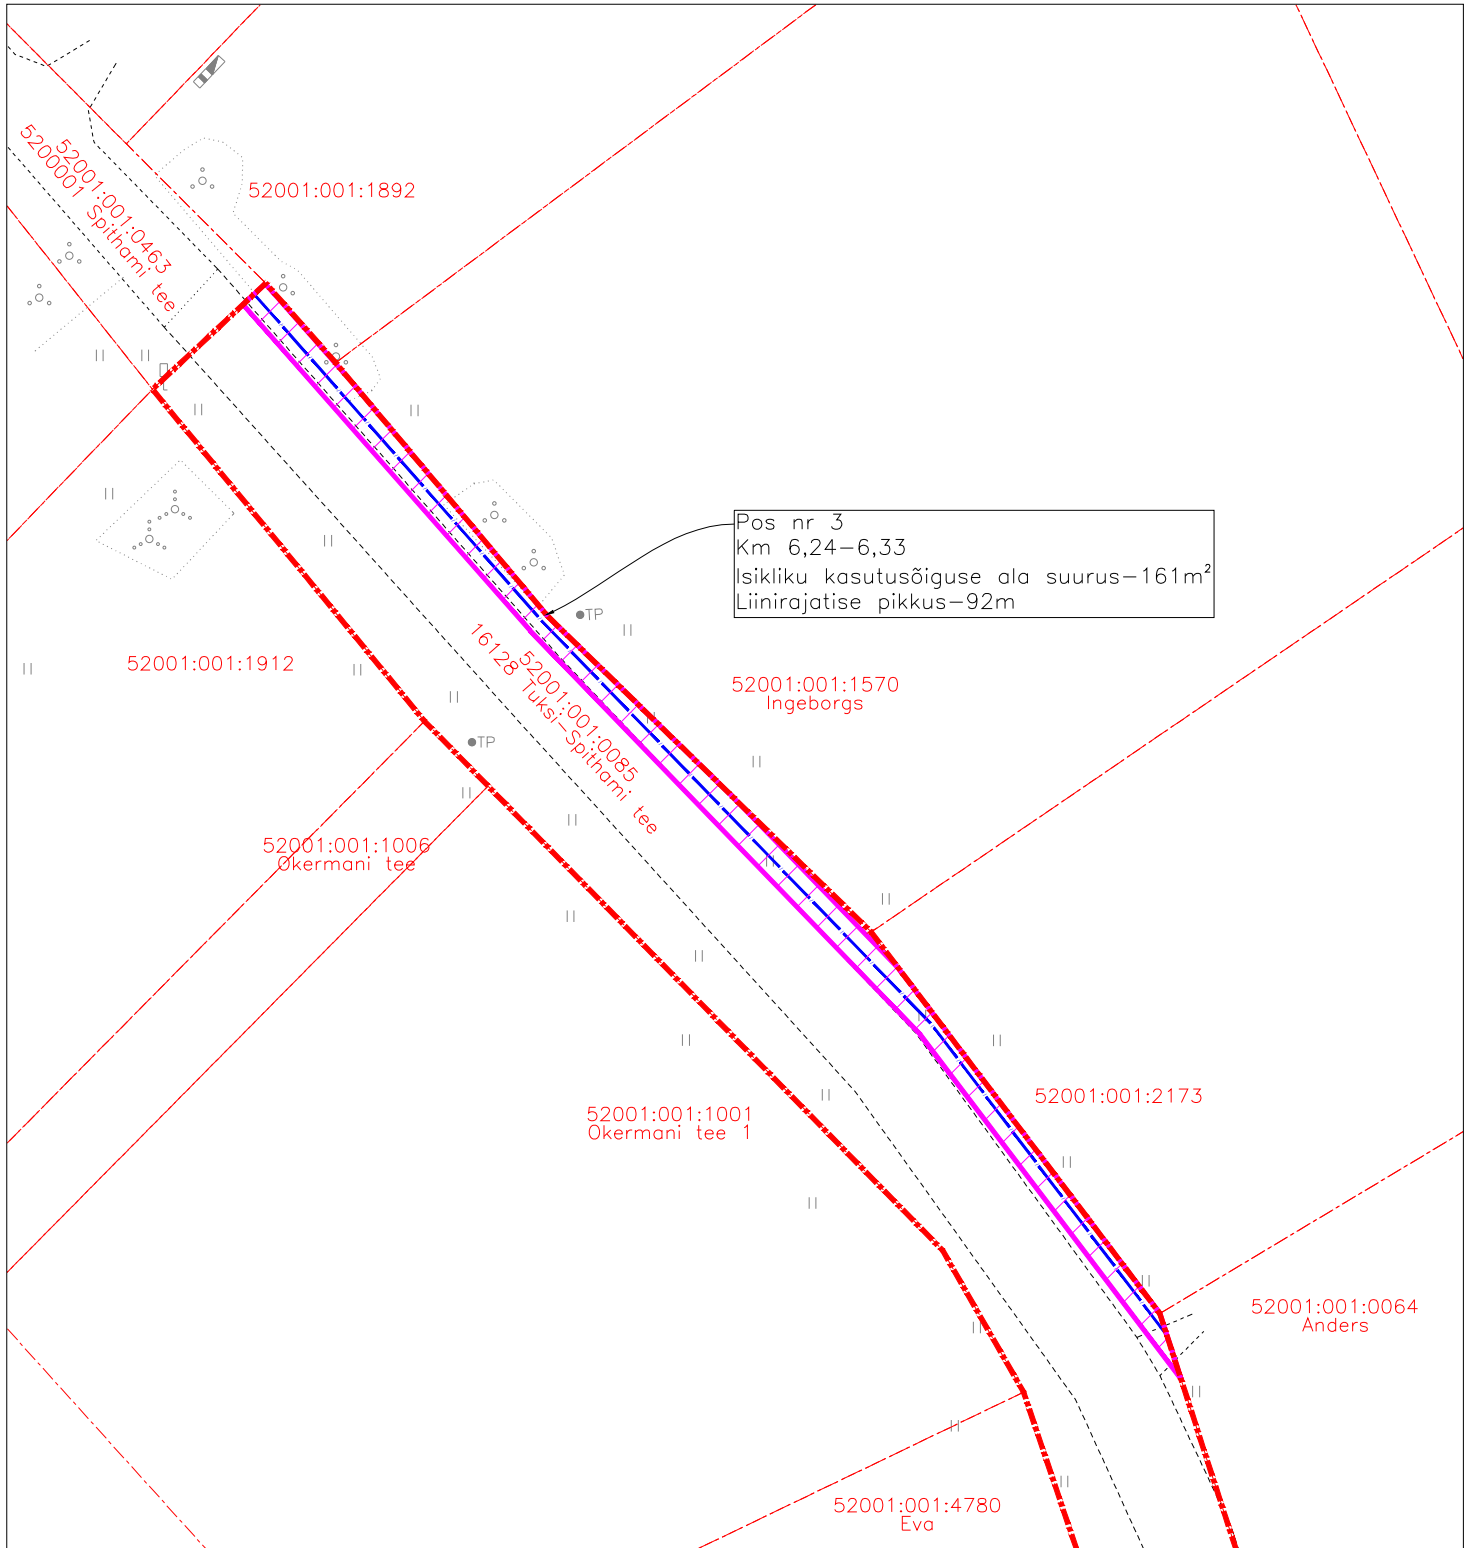 52001:001:1892
52001:001:0463
5200001 Spithami tee
Pos nr 3
Km 6,24-6,33
Isikliku kasutusõiguse ala suurus-161m²
Liinirajatise pikkus-92m
TP
52001:001:1912
52001:001:0085
16128 Tuksi-Spithami tee
52001:001:1570
Ingeborgs
TP
52001:001:1006
Okermani tee
52001:001:2173
52001:001:1001
Okermani tee 1
52001:001:0064
Anders
52001:001:4780
Eva